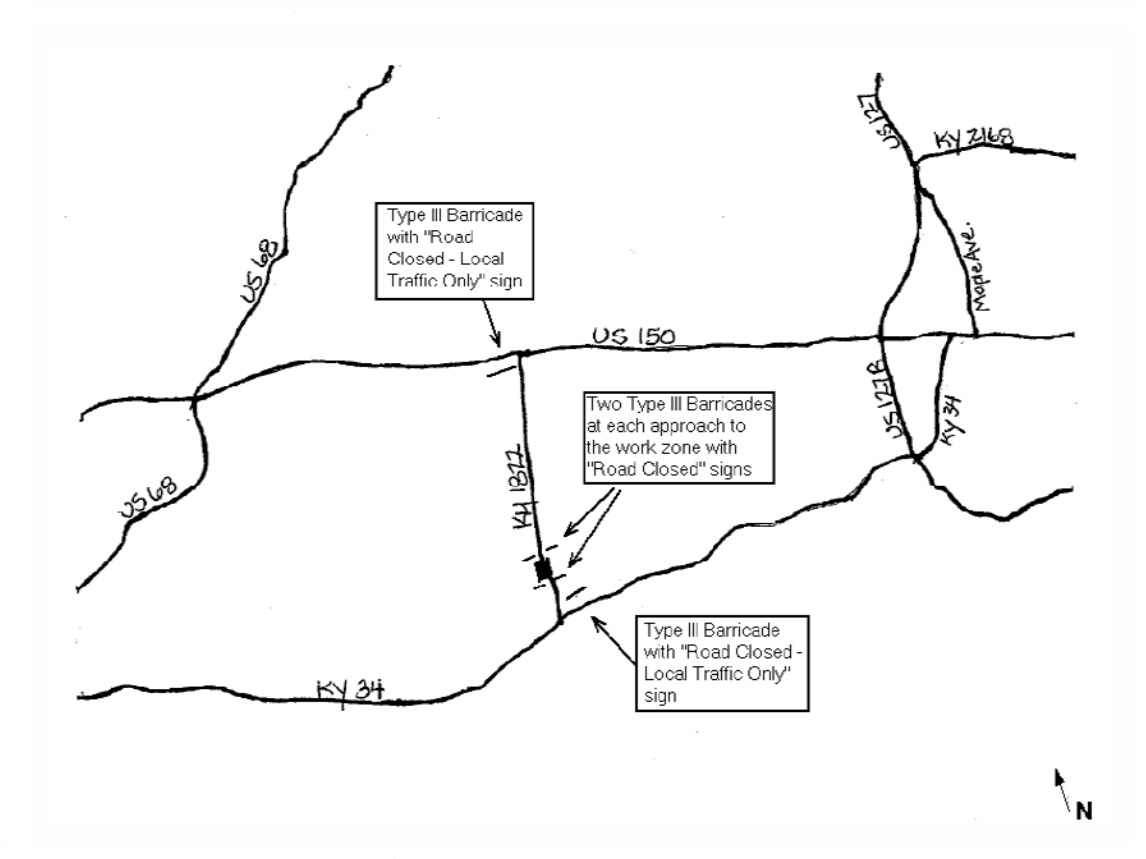 US 127
KY 2168
Type III Barricade
with "Road
Closed - Local
Traffic Only" sign
US 68
Mope Ave.
US 150
Two Type III Barricades
at each approach to
the work zone with
"Road Closed" signs
US 127B
KY 34
US 68
KY 1822
Type III Barricade
with "Road Closed -
Local Traffic Only"
sign
KY 34
N